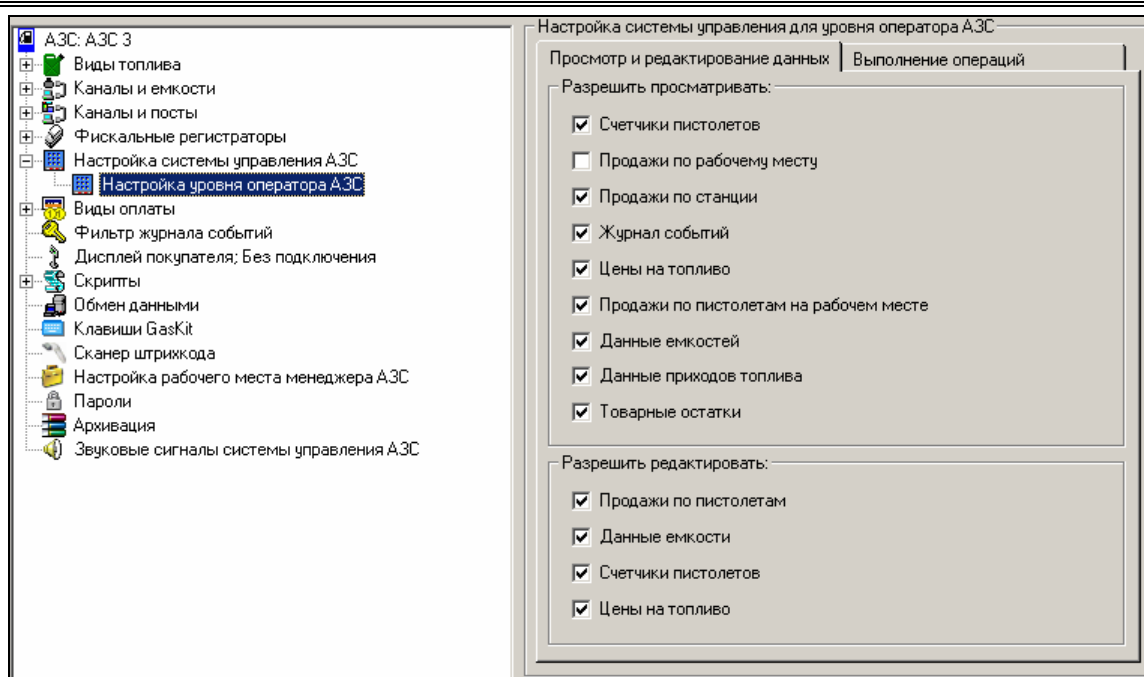 АЗС: АЗС 3
Виды топлива
Каналы и емкости
Каналы и посты
Фискальные регистраторы
Настройка системы управления АЗС
Настройка уровня оператора АЗС
Виды оплаты
Фильтр журнала событий
Дисплей покупателя; Без подключения
Скрипты
Обмен данными
Клавиши GasKit
Сканер штрихкода
Настройка рабочего места менеджера АЗС
Пароли
Архивация
Звуковые сигналы системы управления АЗС
Настройка системы управления для уровня оператора АЗС
Просмотр и редактирование данных
Выполнение операций
Разрешить просматривать:
Счетчики пистолетов
Продажи по рабочему месту
Продажи по станции
Журнал событий
Цены на топливо
Продажи по пистолетам на рабочем месте
Данные емкостей
Данные приходов топлива
Товарные остатки
Разрешить редактировать:
Продажи по пистолетам
Данные емкости
Счетчики пистолетов
Цены на топливо